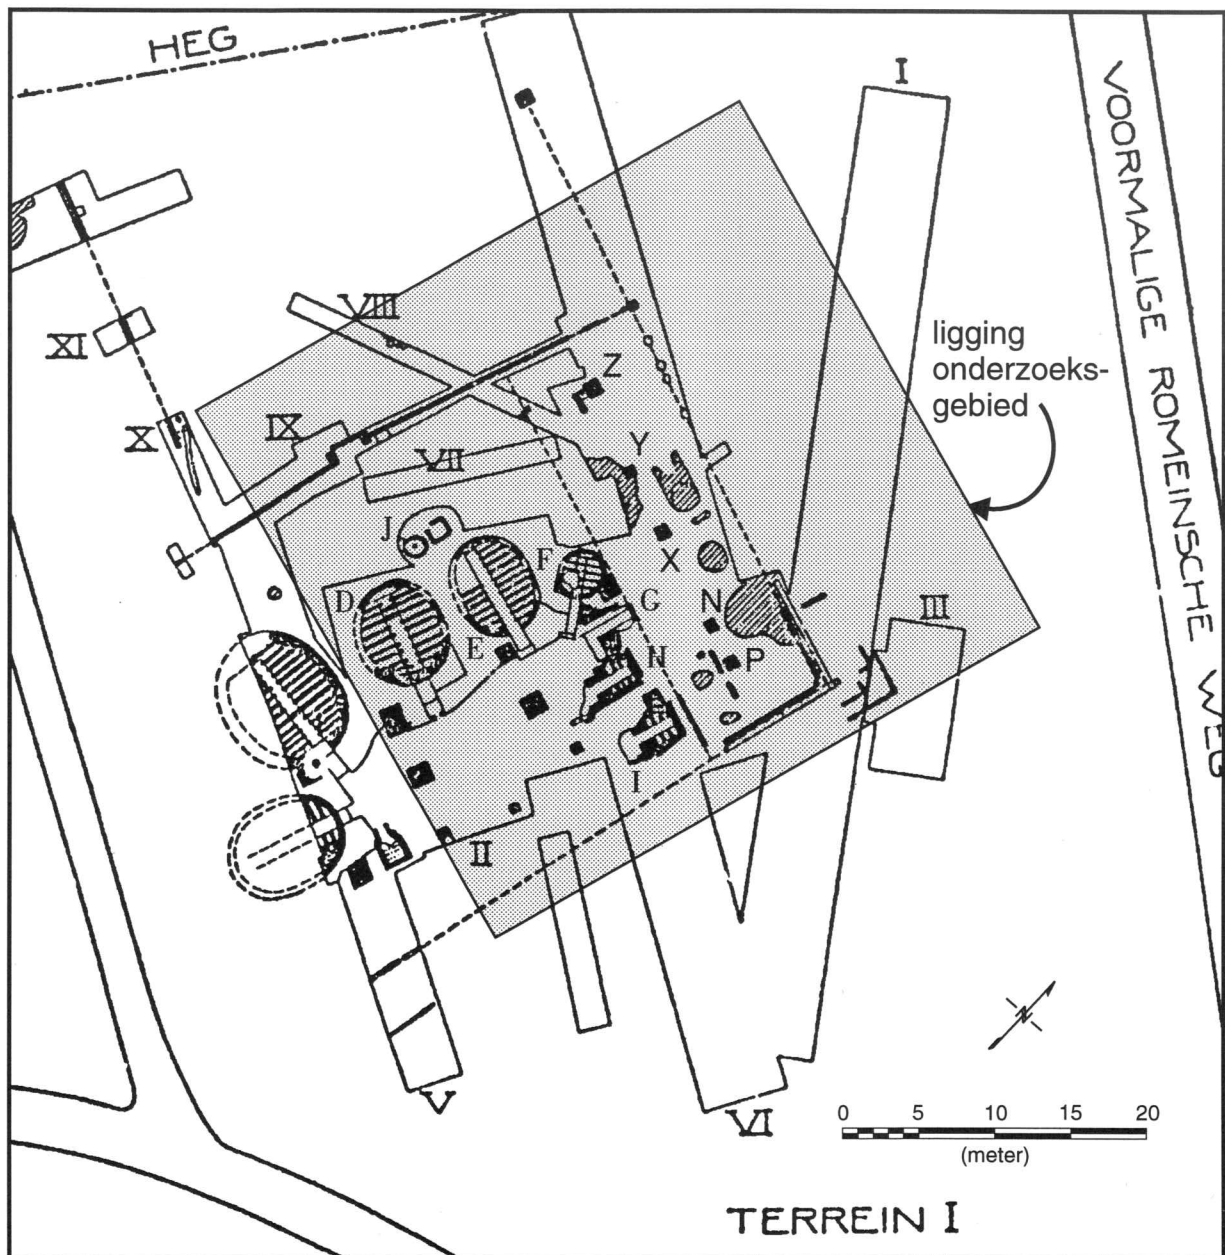 HEG
I
VOORMALIGE ROMEINSCHE WEG
VIII
XI
ligging
onderzoeks-
gebied
Z
X
IX
VII
Y
J
F
X
D
G
N
III
E
H
P
I
II
V
VI
N
0 5 10 15 20
(meter)
TERREIN I